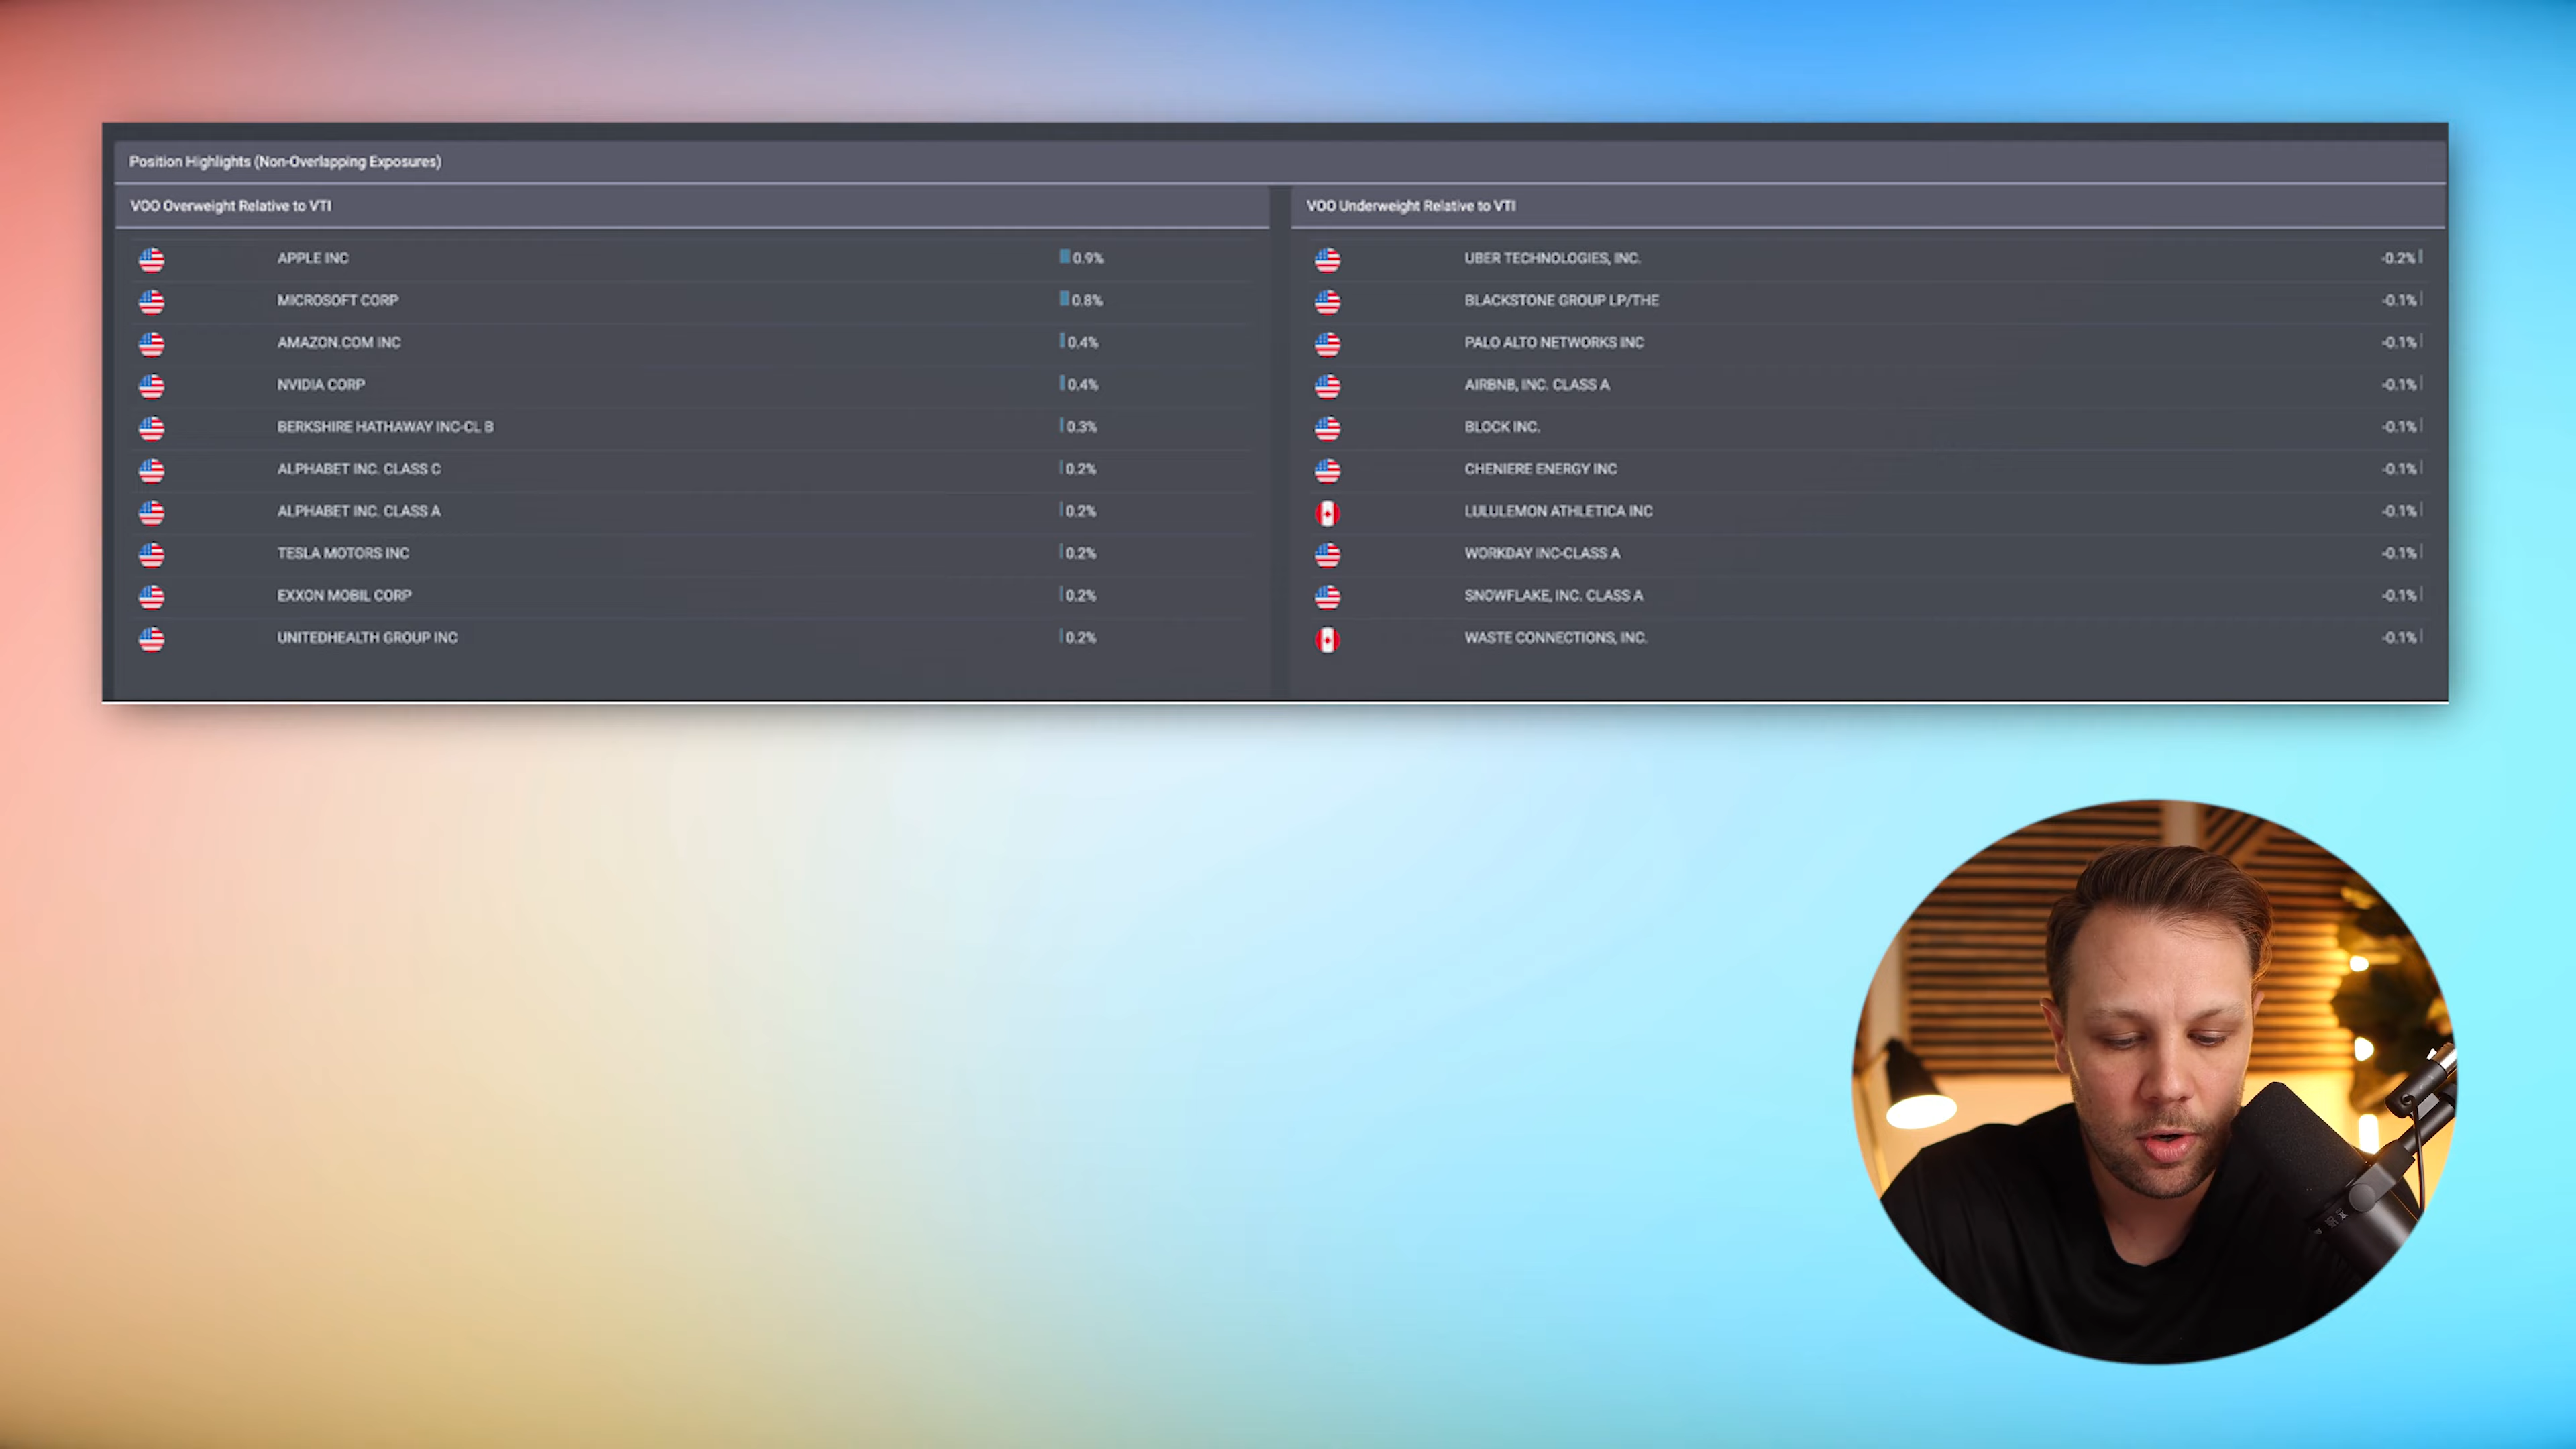 Position Highlights (Non-Overlapping Exposures)
VOO Overweight Relative to VTI
APPLE INC 0.9%
MICROSOFT CORP 0.8%
AMAZON.COM INC 0.4%
NVIDIA CORP 0.4%
BERKSHIRE HATHAWAY INC-CL B 0.3%
ALPHABET INC. CLASS C 0.2%
ALPHABET INC. CLASS A 0.2%
TESLA MOTORS INC 0.2%
EXXON MOBIL CORP 0.2%
UNITEDHEALTH GROUP INC 0.2%
VOO Underweight Relative to VTI
UBER TECHNOLOGIES, INC. -0.2%
BLACKSTONE GROUP LP/THE -0.1%
PALO ALTO NETWORKS INC -0.1%
AIRBNB, INC. CLASS A -0.1%
BLOCK INC. -0.1%
CHENIERE ENERGY INC -0.1%
LULULEMON ATHLETICA INC -0.1%
WORKDAY INC-CLASS A -0.1%
SNOWFLAKE, INC. CLASS A -0.1%
WASTE CONNECTIONS, INC. -0.1%